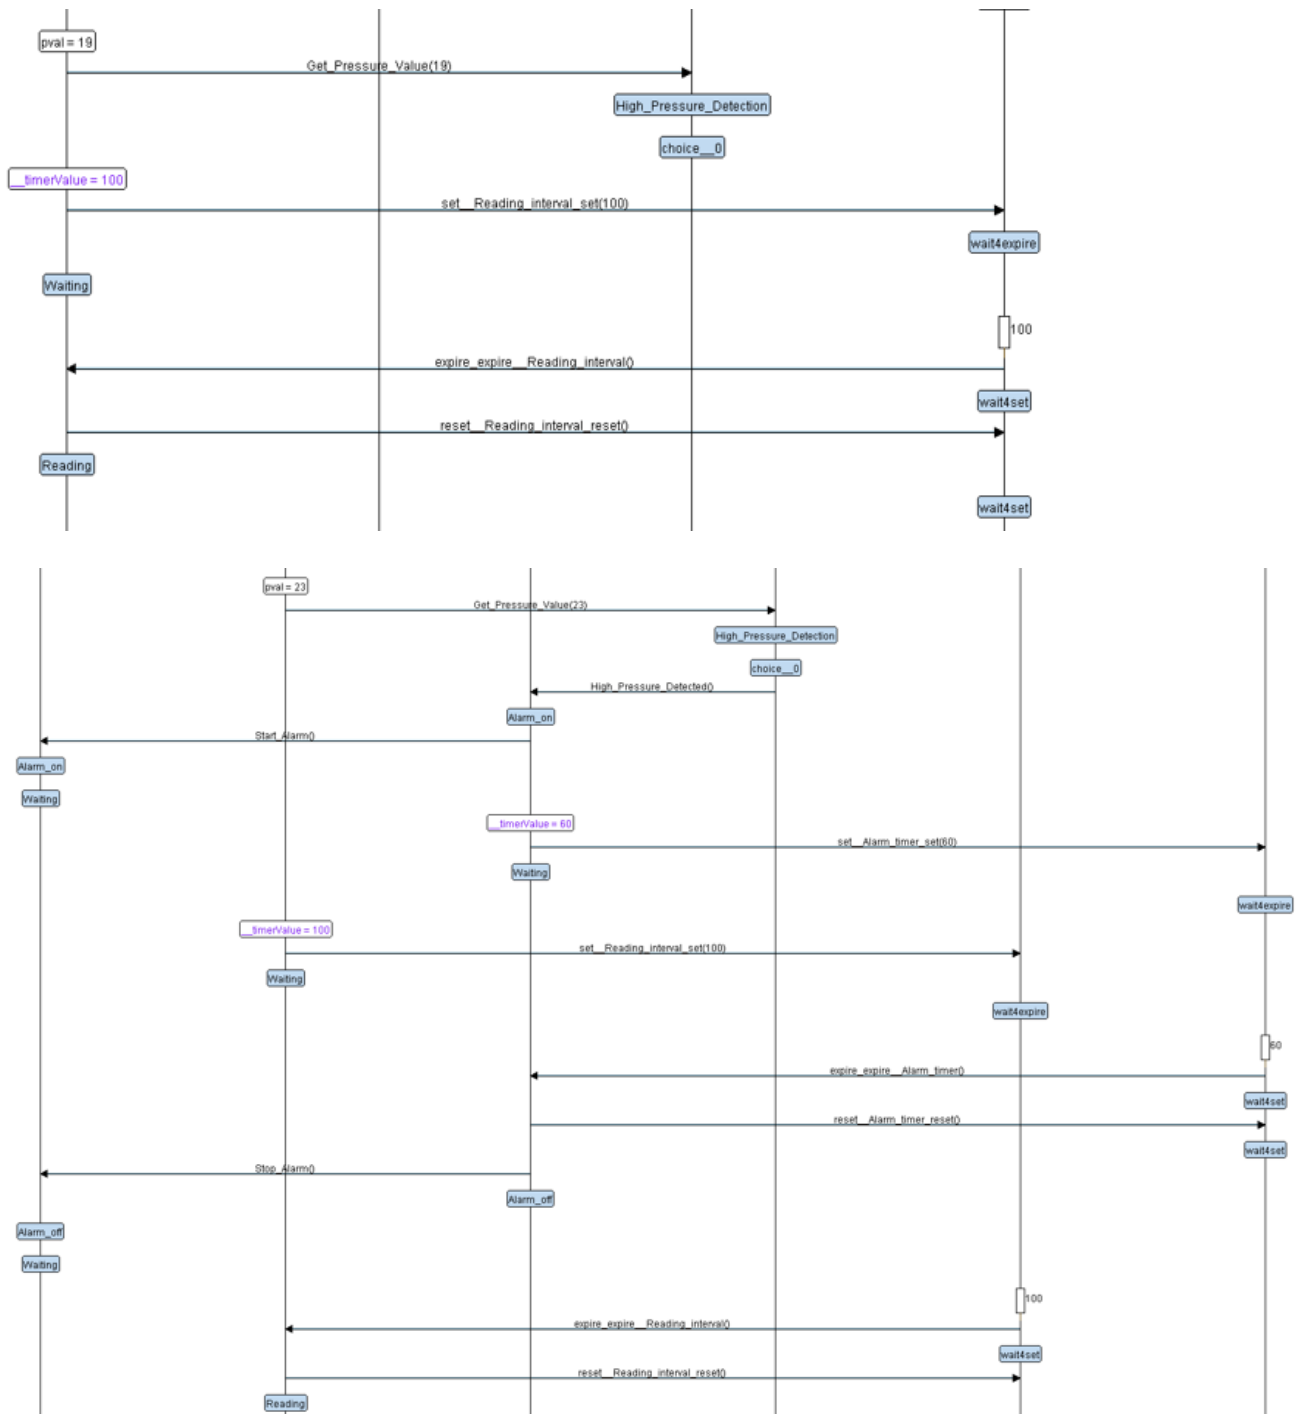 pval = 19
Get_Pressure_Value(19)
High_Pressure_Detection
choice__0
__timerValue = 100
set__Reading_interval_set(100)
wait4expire
Waiting
100
expire_expire__Reading_interval()
wait4set
reset__Reading_interval_reset()
Reading
wait4set
pval = 23
Get_Pressure_Value(23)
High_Pressure_Detection
choice__0
High_Pressure_Detected()
Alarm_on
Start_Alarm()
Alarm_on
Waiting
__timerValue = 60
set__Alarm_timer_set(60)
Waiting
wait4expire
__timerValue = 100
set__Reading_interval_set(100)
Waiting
wait4expire
60
expire_expire__Alarm_timer()
wait4set
reset__Alarm_timer_reset()
wait4set
Stop_Alarm()
Alarm_off
Alarm_off
Waiting
100
expire_expire__Reading_interval()
wait4set
reset__Reading_interval_reset()
Reading